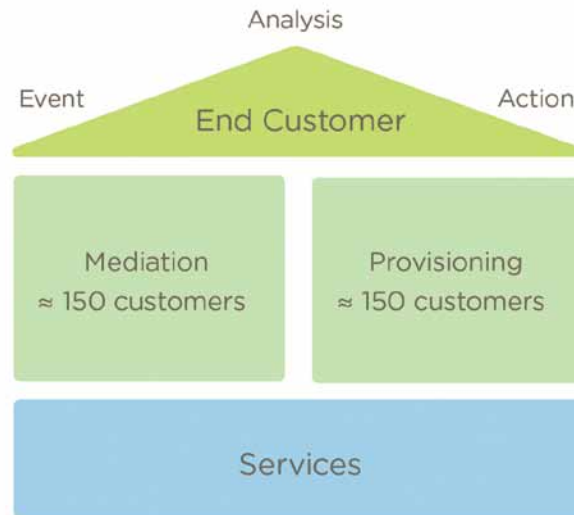 Analysis
Event
Action
End Customer
Mediation
≈ 150 customers
Provisioning
≈ 150 customers
Services